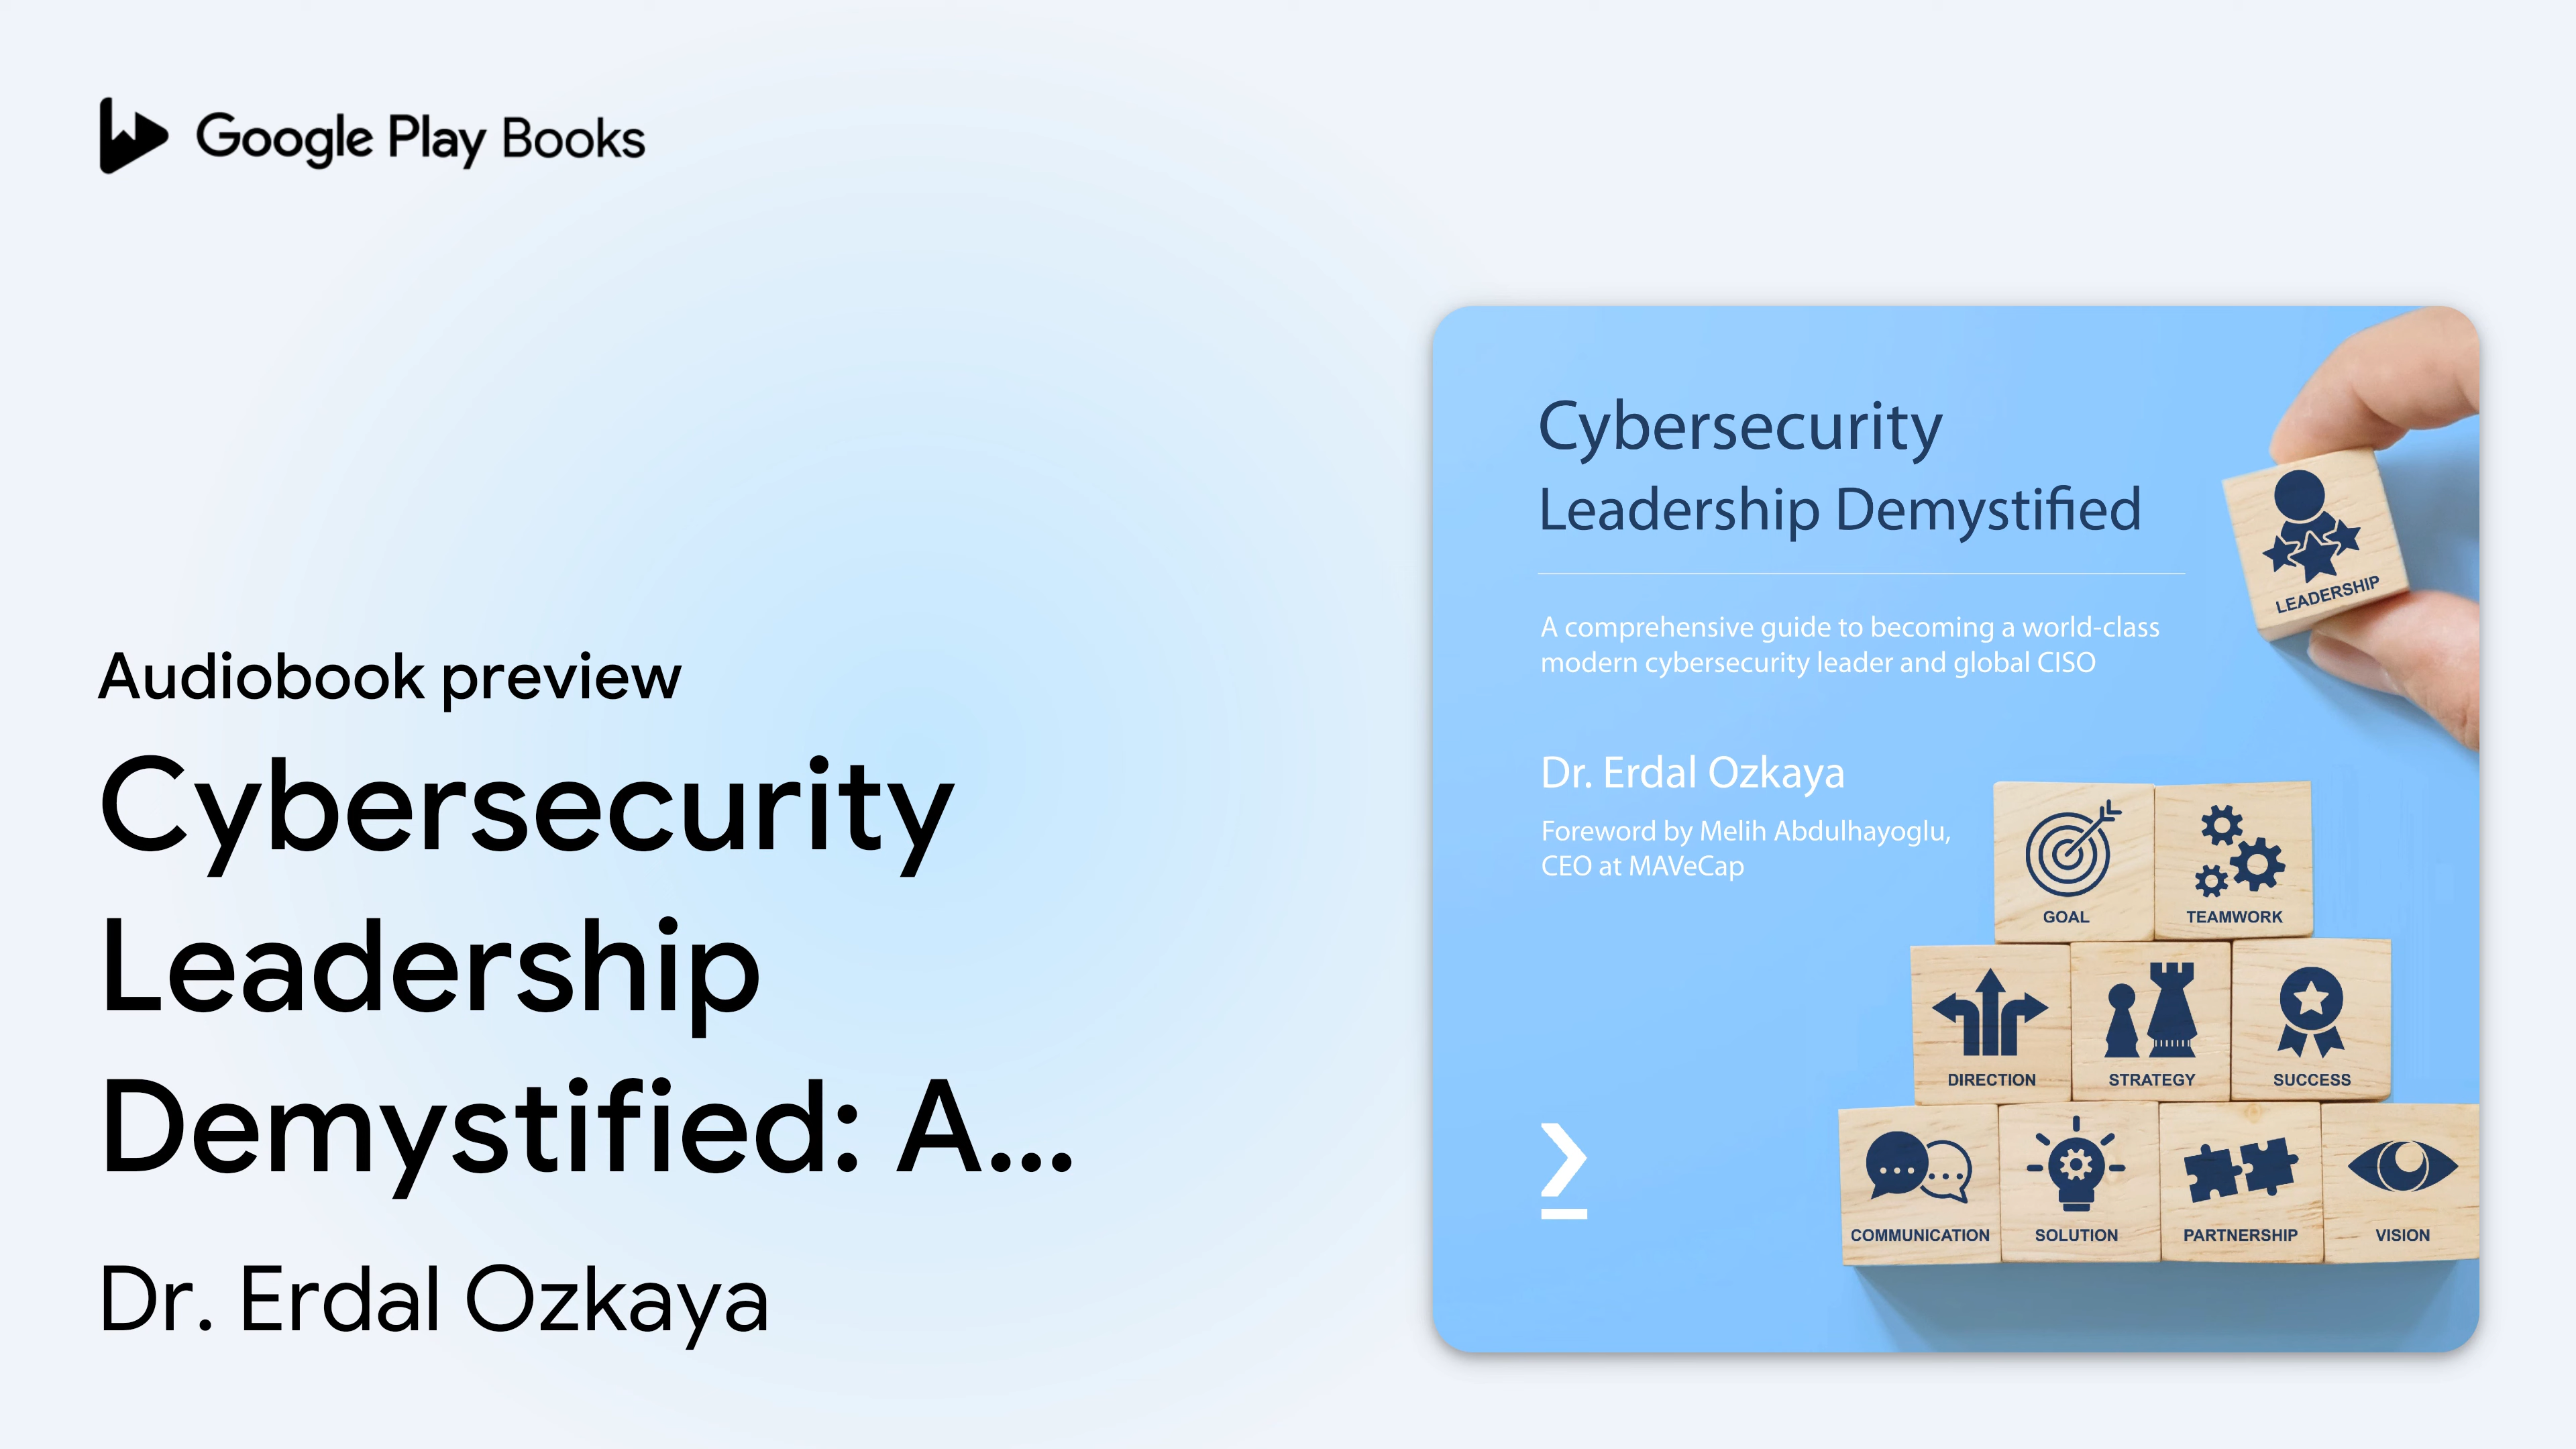 Google Play Books
Audiobook preview
Cybersecurity
Leadership
Demystified: A...
Dr. Erdal Ozkaya
Cybersecurity
Leadership Demystified
A comprehensive guide to becoming a world-class
modern cybersecurity leader and global CISO
Dr. Erdal Ozkaya
Foreword by Melih Abdulhayoglu,
CEO at MAVeCap
LEADERSHIP
GOAL
TEAMWORK
DIRECTION
STRATEGY
SUCCESS
COMMUNICATION
SOLUTION
PARTNERSHIP
VISION